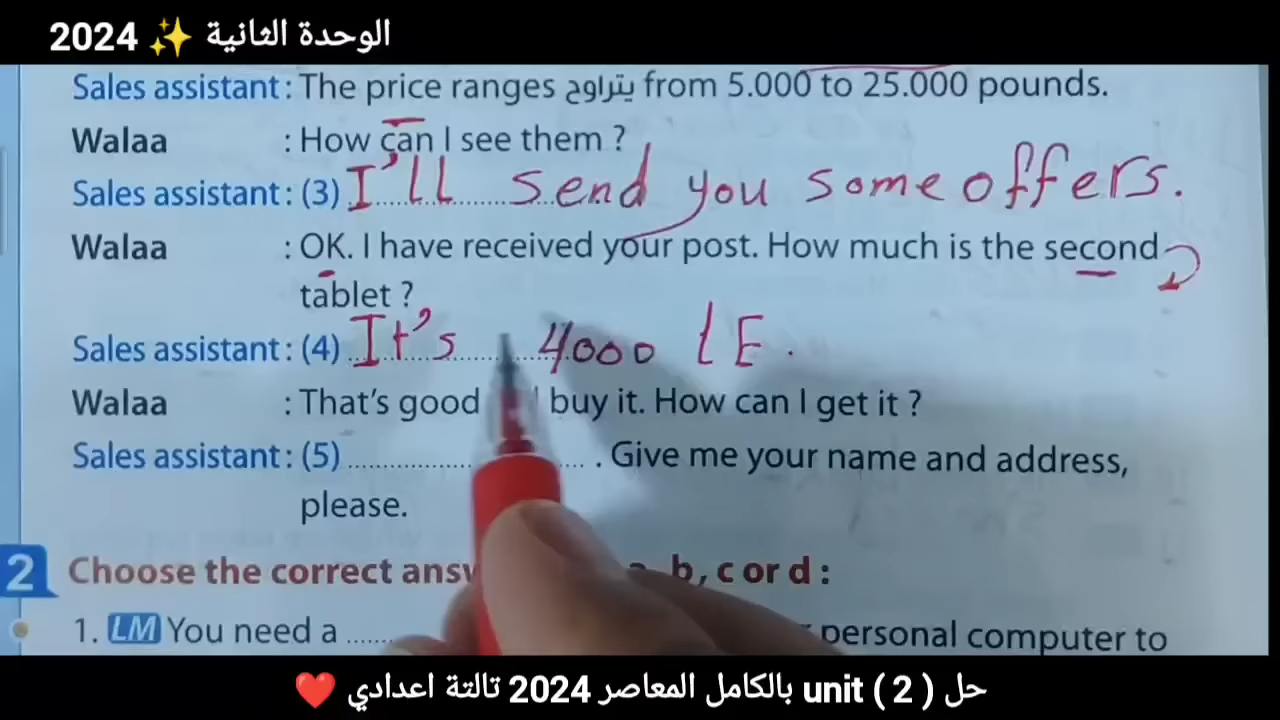 الوحدة الثانية ✨ 2024
Sales assistant : The price ranges يتراوح from 5.000 to 25.000 pounds.
Walaa : How can I see them ?
Sales assistant : (3) I'll send you some offers.
Walaa : OK. I have received your post. How much is the second
tablet ?
Sales assistant : (4) It's 4000 LE.
Walaa : That's good buy it. How can I get it ?
Sales assistant : (5) .................... . Give me your name and address,
please.
2 Choose the correct b, c or d :
1. LM You need a ...... personal computer to
حل unit ( 2 ) بالكامل المعاصر 2024 تالتة اعدادي ❤️